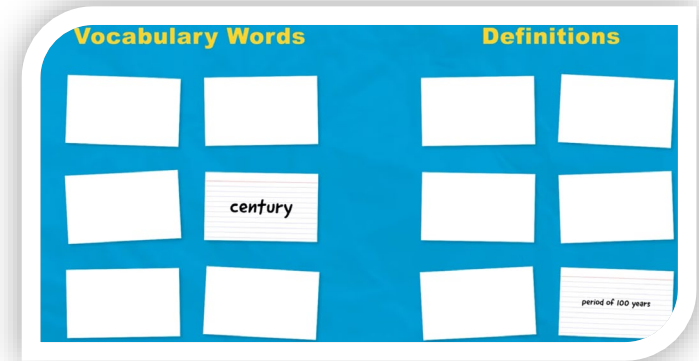 Vocabulary Words
Definitions
century
period of 100 years